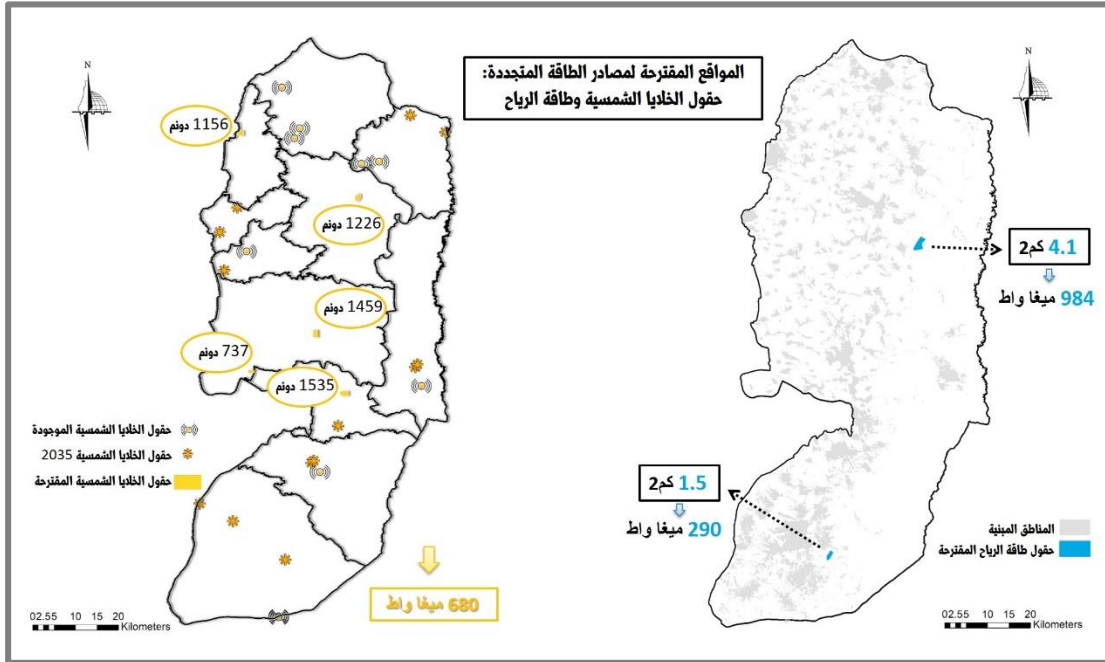 المواقع المقترحة لمصادر الطاقة المتجددة:
حقول الخلايا الشمسية وطاقة الرياح
N
N
1156 دونم
1226 دونم
1459 دونم
737 دونم
1535 دونم
حقول الخلايا الشمسية الموجودة
حقول الخلايا الشمسية 2035
حقول الخلايا الشمسية المقترحة
680 ميغا واط
02.55 10 15 20
Kilometers
4.1 كم2
984 ميغا واط
1.5 كم2
290 ميغا واط
المناطق المبنية
حقول طاقة الرياح المقترحة
02.55 10 15 20
Kilometers